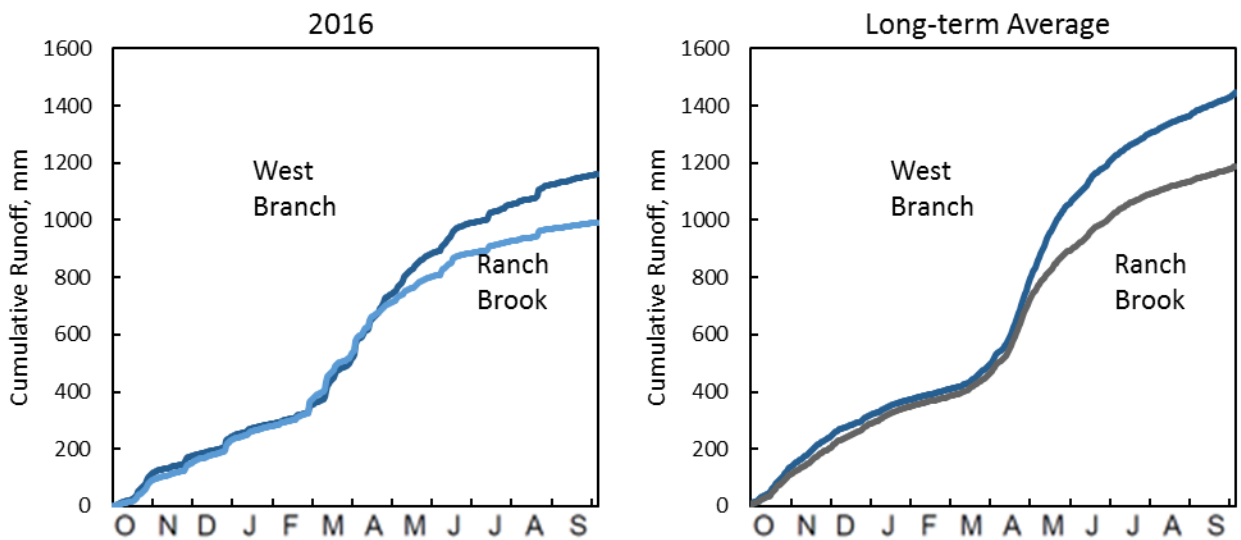 2016
1600
1400
1200
1000
800
600
400
200
0
Cumulative Runoff, mm
West
Branch
Ranch
Brook
O N D J F M A M J J A S
Long-term Average
1600
1400
1200
1000
800
600
400
200
0
Cumulative Runoff, mm
West
Branch
Ranch
Brook
O N D J F M A M J J A S